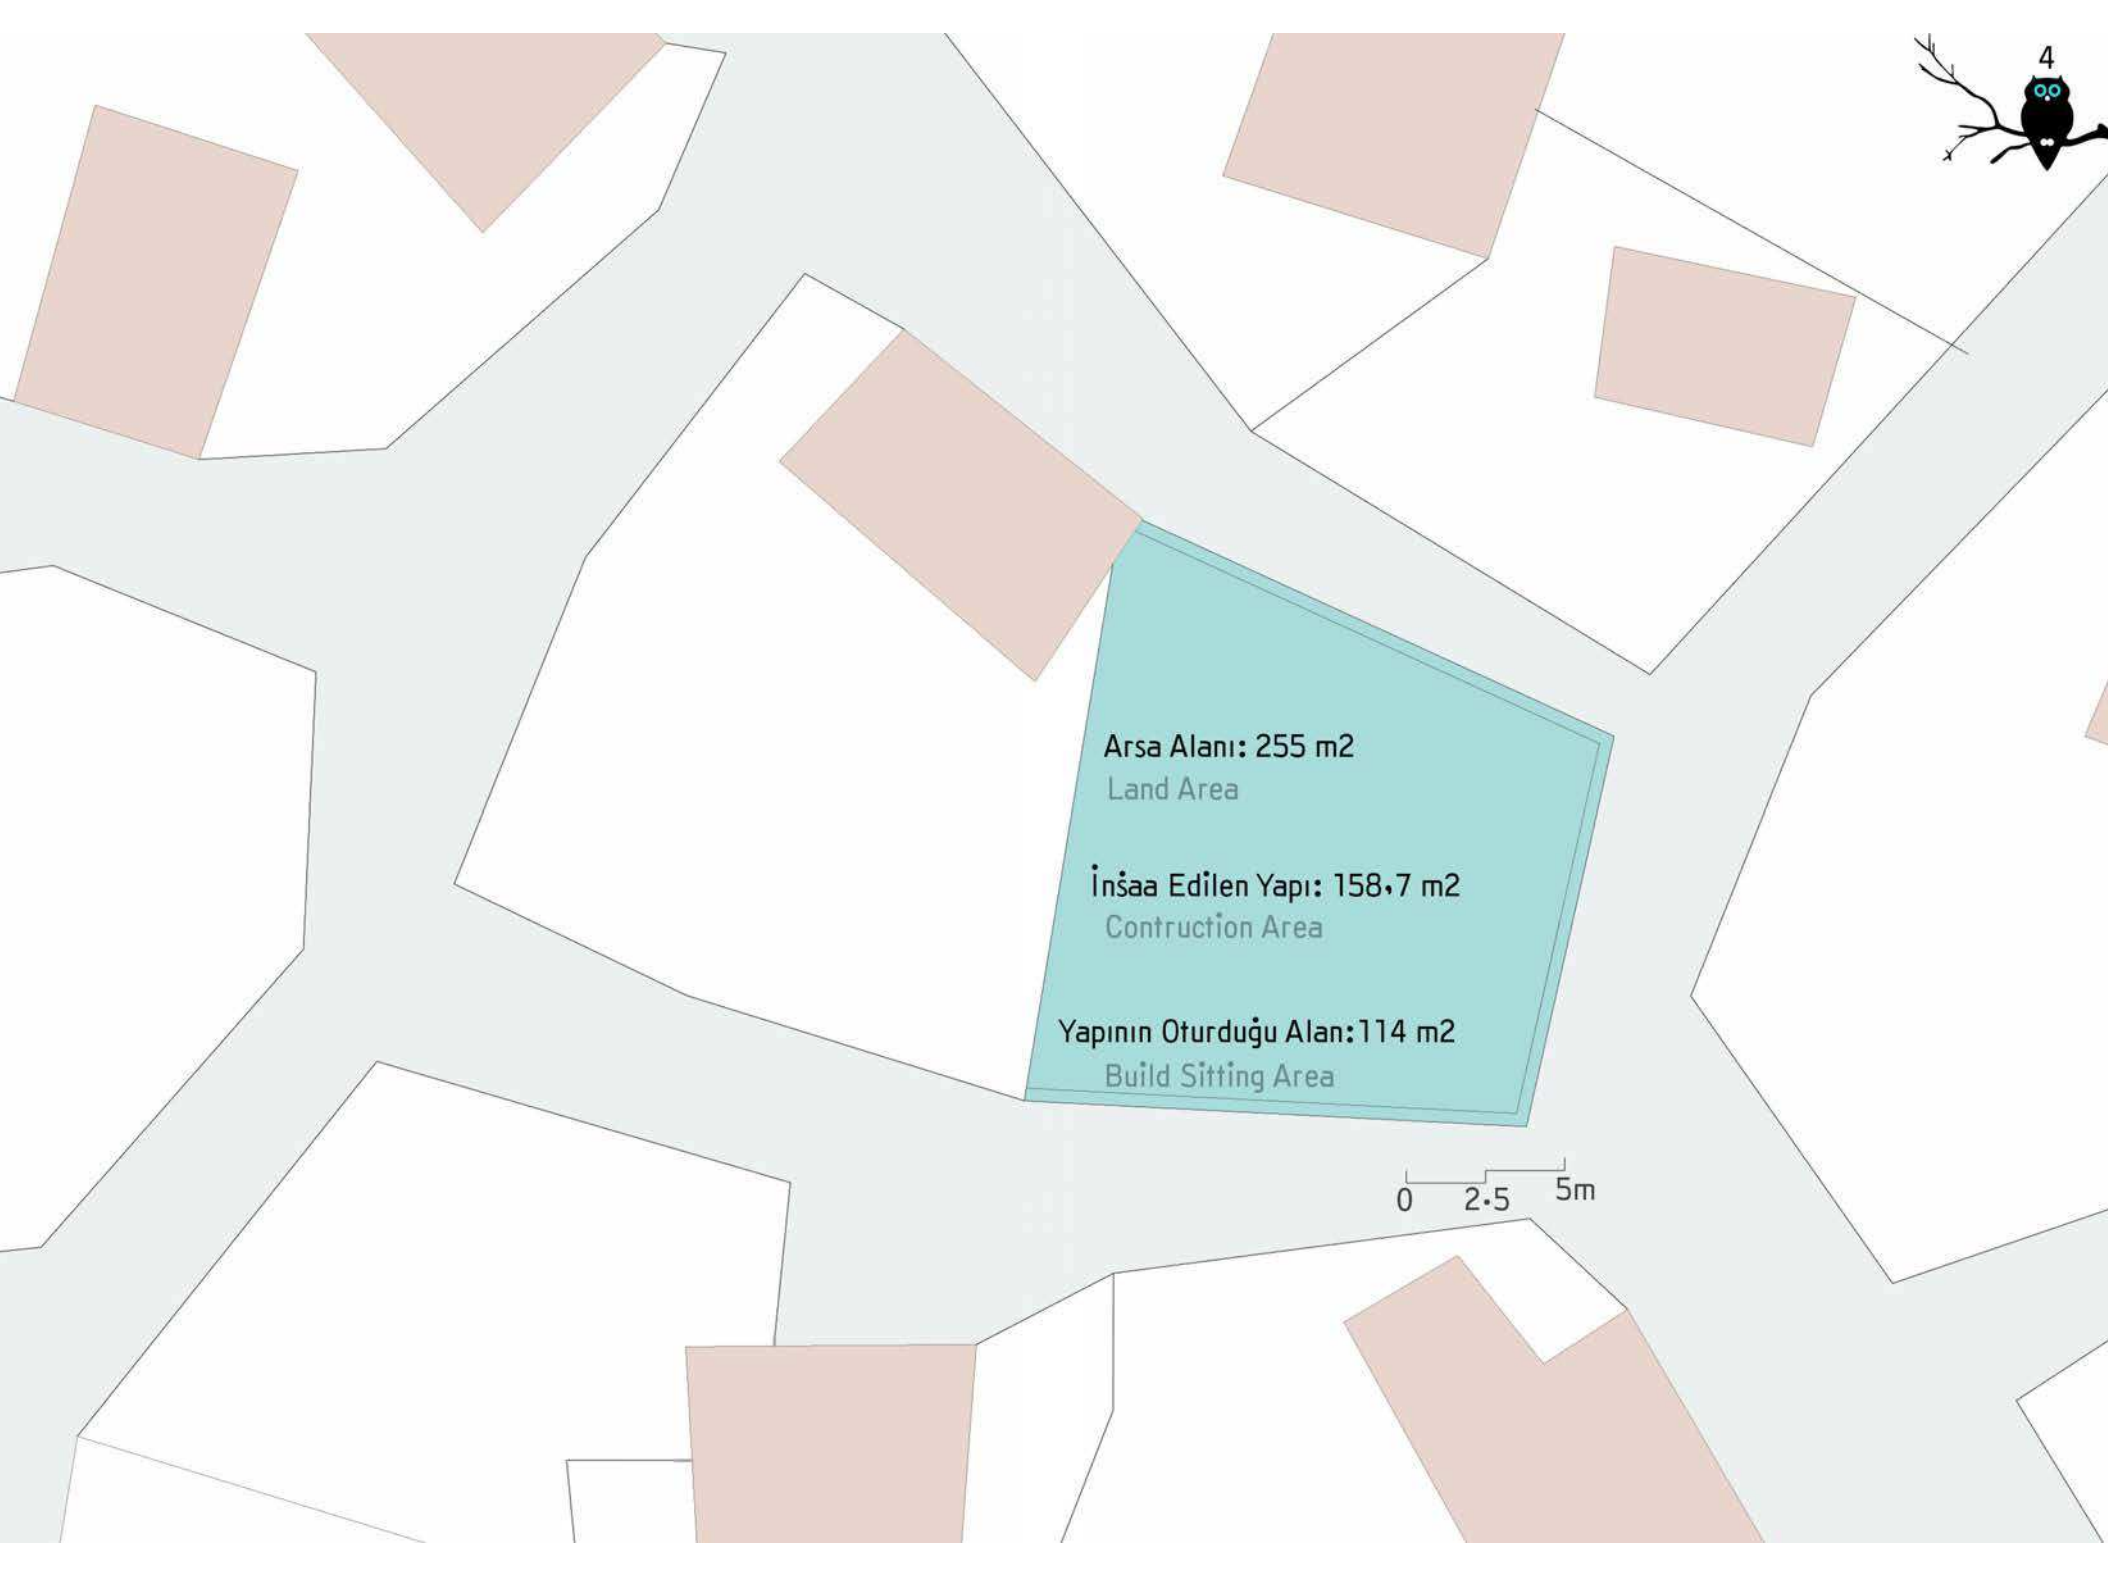 4
Arsa Alanı: 255 m2
Land Area
İnşaa Edilen Yapı: 158,7 m2
Contruction Area
Yapının Oturduğu Alan:114 m2
Build Sitting Area
0 2.5 5m